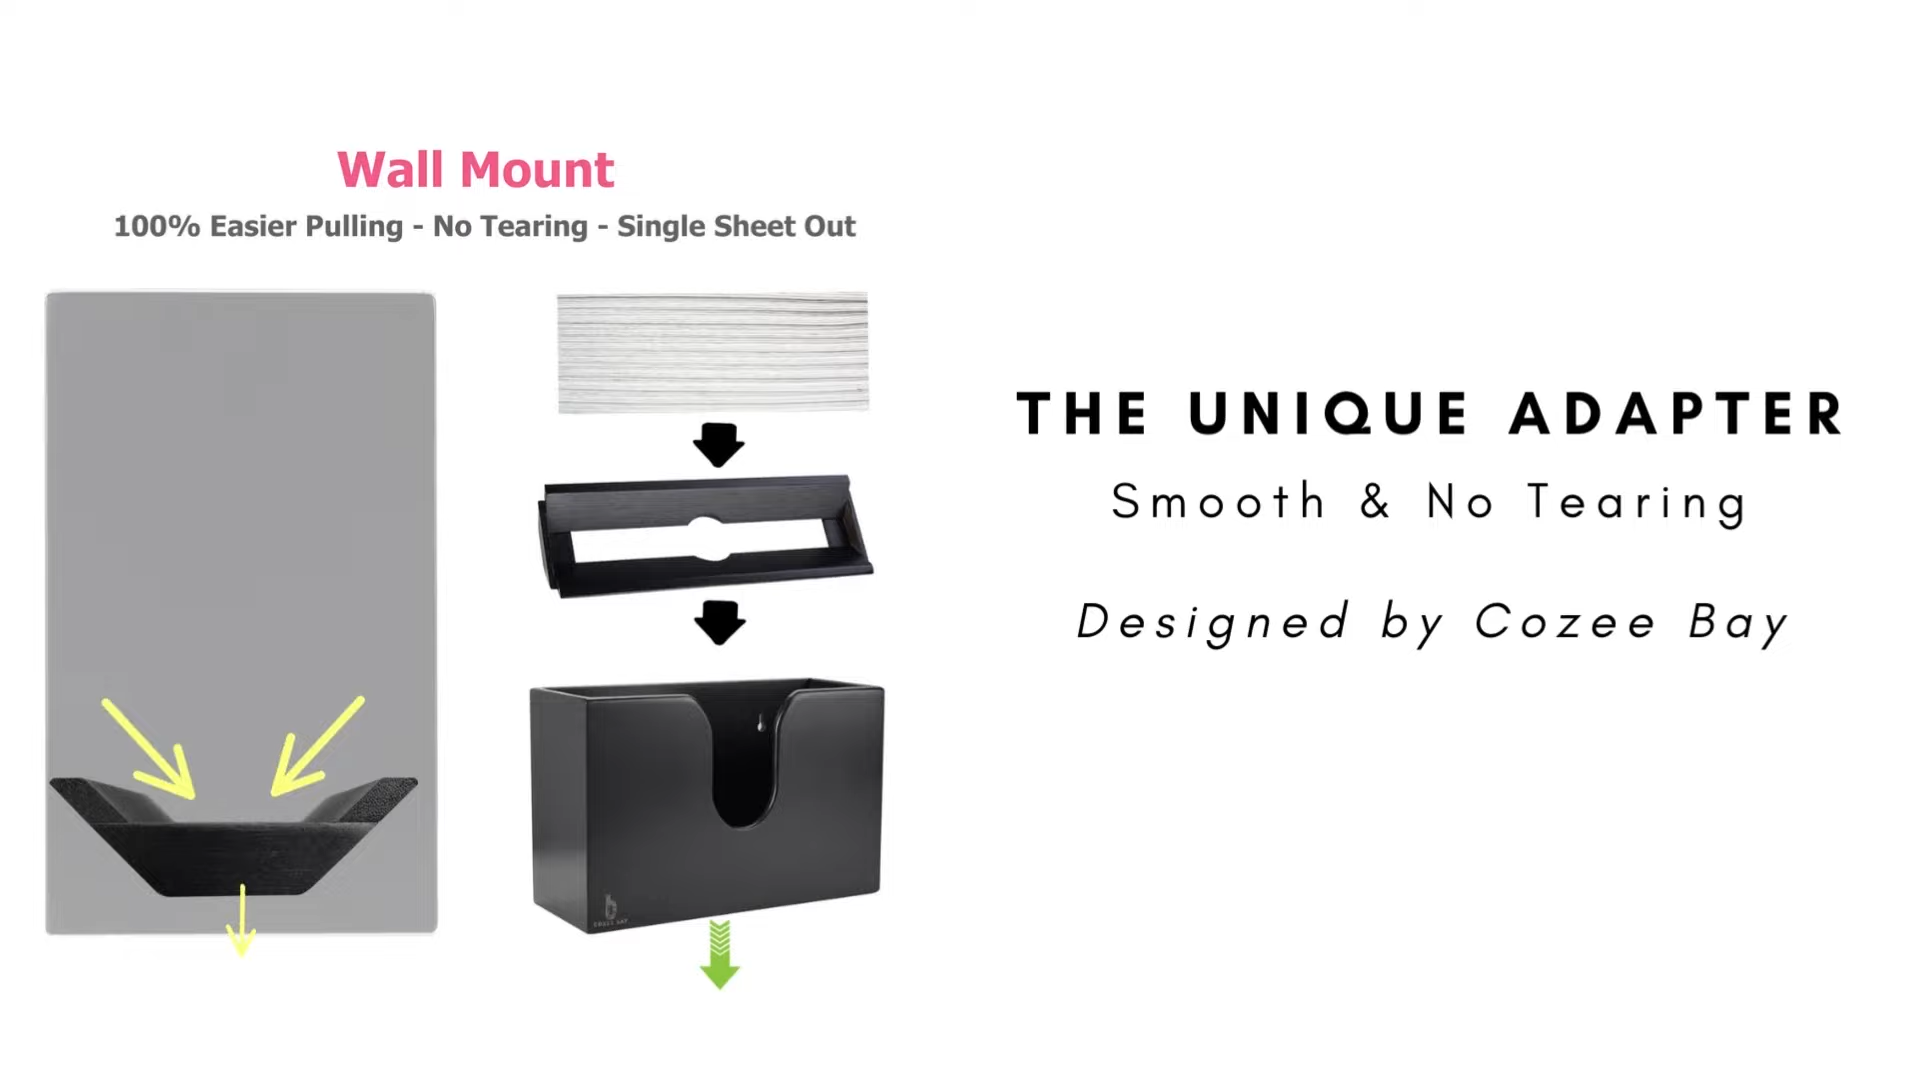 Wall Mount
100% Easier Pulling - No Tearing - Single Sheet Out
THE UNIQUE ADAPTER
Smooth & No Tearing
Designed by Cozee Bay